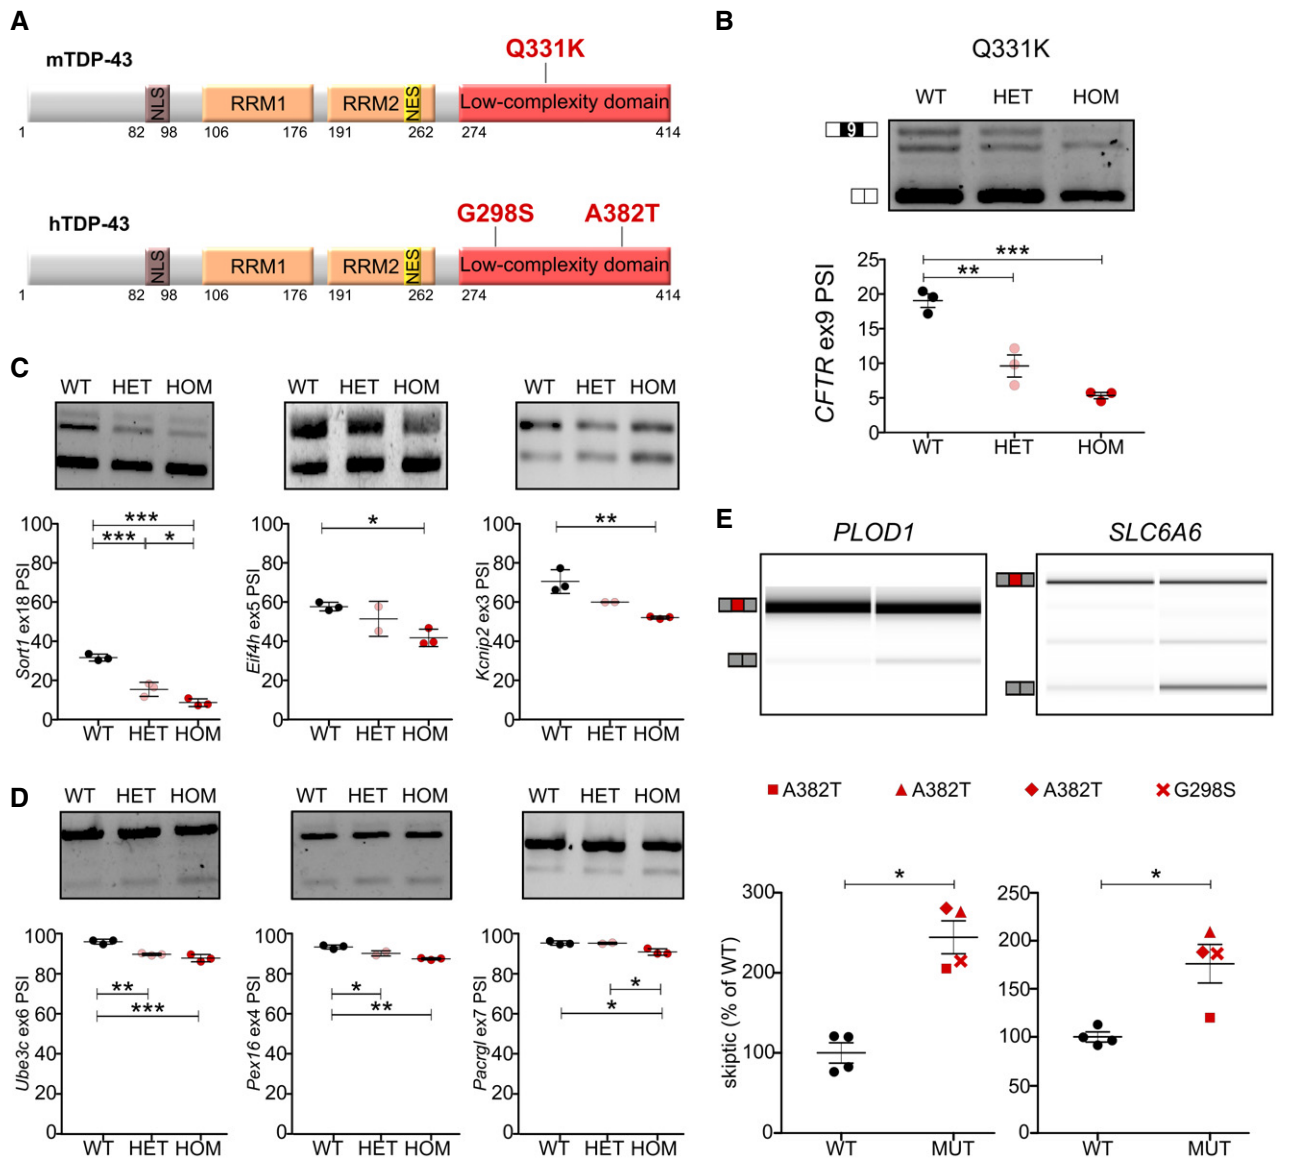 A
mTDP-43
Q331K
NLS
RRM1
RRM2
NES
Low-complexity domain
1
82
98
106
176
191
262
274
414
hTDP-43
G298S
A382T
NLS
RRM1
RRM2
NES
Low-complexity domain
1
82
98
106
176
191
262
274
414
B
Q331K
WT HET HOM
9
CFTR ex9 PSI
25
20
15
10
5
0
***
**
WT HET HOM
C
WT HET HOM
Sort1 ex18 PSI
100
80
60
40
20
0
***
*** *
WT HET HOM
WT HET HOM
Eif4h ex5 PSI
100
80
60
40
20
0
*
WT HET HOM
WT HET HOM
Kcnip2 ex3 PSI
100
80
60
40
20
0
**
WT HET HOM
D
WT HET HOM
Ube3c ex6 PSI
100
80
60
40
20
0
**
***
WT HET HOM
WT HET HOM
Pex16 ex4 PSI
100
80
60
40
20
0
*
**
WT HET HOM
WT HET HOM
Pacrgl ex7 PSI
100
80
60
40
20
0
*
*
WT HET HOM
E
PLOD1
SLC6A6
A382T
A382T
A382T
G298S
skiptic (% of WT)
300
200
100
0
*
WT MUT
250
200
150
100
50
0
*
WT MUT